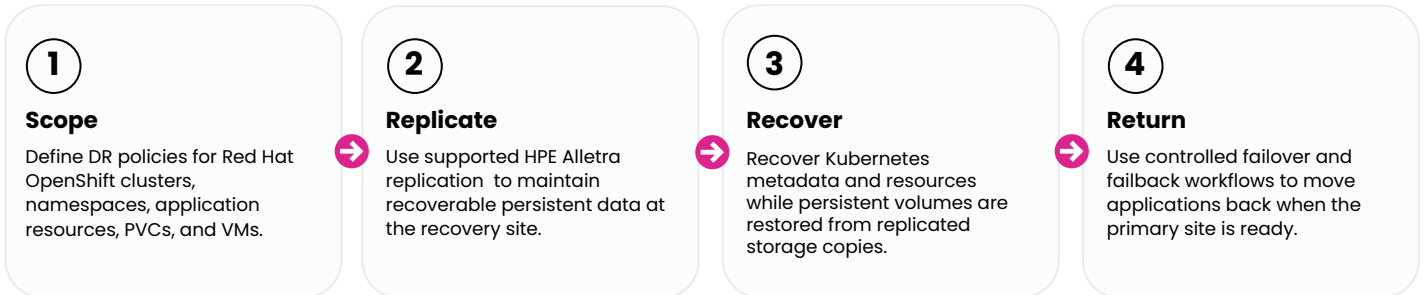 1
Scope
Define DR policies for Red Hat
OpenShift clusters,
namespaces, application
resources, PVCs, and VMs.
2
Replicate
Use supported HPE Alletra
replication  to maintain
recoverable persistent data at
the recovery site.
3
Recover
Recover Kubernetes
metadata and resources
while persistent volumes are
restored from replicated
storage copies.
4
Return
Use controlled failover and
failback workflows to move
applications back when the
primary site is ready.